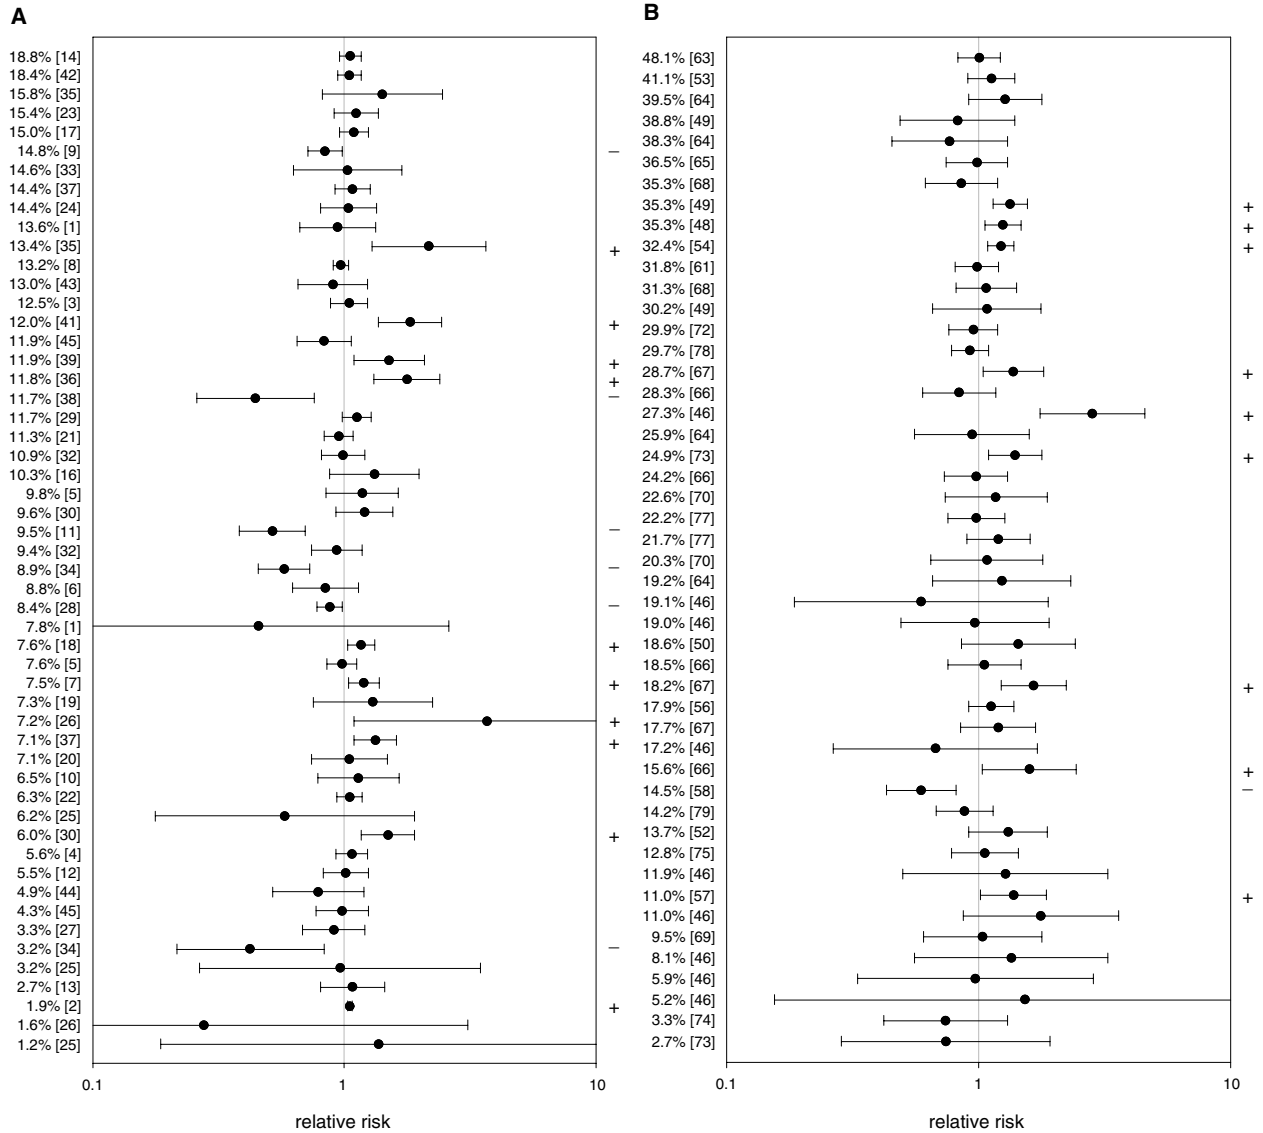 A
18.8% [14]
18.4% [42]
15.8% [35]
15.4% [23]
15.0% [17]
14.8% [9] –
14.6% [33]
14.4% [37]
14.4% [24]
13.6% [1]
13.4% [35] +
13.2% [8]
13.0% [43]
12.5% [3]
12.0% [41] +
11.9% [45]
11.9% [39] +
11.8% [36] +
11.7% [38] –
11.7% [29]
11.3% [21]
10.9% [32]
10.3% [16]
9.8% [5]
9.6% [30]
9.5% [11] –
9.4% [32]
8.9% [34] –
8.8% [6]
8.4% [28] –
7.8% [1]
7.6% [18] +
7.6% [5]
7.5% [7] +
7.3% [19]
7.2% [26] +
7.1% [37] +
7.1% [20]
6.5% [10]
6.3% [22]
6.2% [25]
6.0% [30] +
5.6% [4]
5.5% [12]
4.9% [44]
4.3% [45]
3.3% [27]
3.2% [34] –
3.2% [25]
2.7% [13]
1.9% [2] +
1.6% [26]
1.2% [25]
0.1 1 10
relative risk
B
48.1% [63]
41.1% [53]
39.5% [64]
38.8% [49]
38.3% [64]
36.5% [65]
35.3% [68]
35.3% [49] +
35.3% [48] +
32.4% [54] +
31.8% [61]
31.3% [68]
30.2% [49]
29.9% [72]
29.7% [78]
28.7% [67] +
28.3% [66]
27.3% [46] +
25.9% [64]
24.9% [73] +
24.2% [66]
22.6% [70]
22.2% [77]
21.7% [77]
20.3% [70]
19.2% [64]
19.1% [46]
19.0% [46]
18.6% [50]
18.5% [66]
18.2% [67] +
17.9% [56]
17.7% [67]
17.2% [46]
15.6% [66] +
14.5% [58] –
14.2% [79]
13.7% [52]
12.8% [75]
11.9% [46]
11.0% [57] +
11.0% [46]
9.5% [69]
8.1% [46]
5.9% [46]
5.2% [46]
3.3% [74]
2.7% [73]
0.1 1 10
relative risk